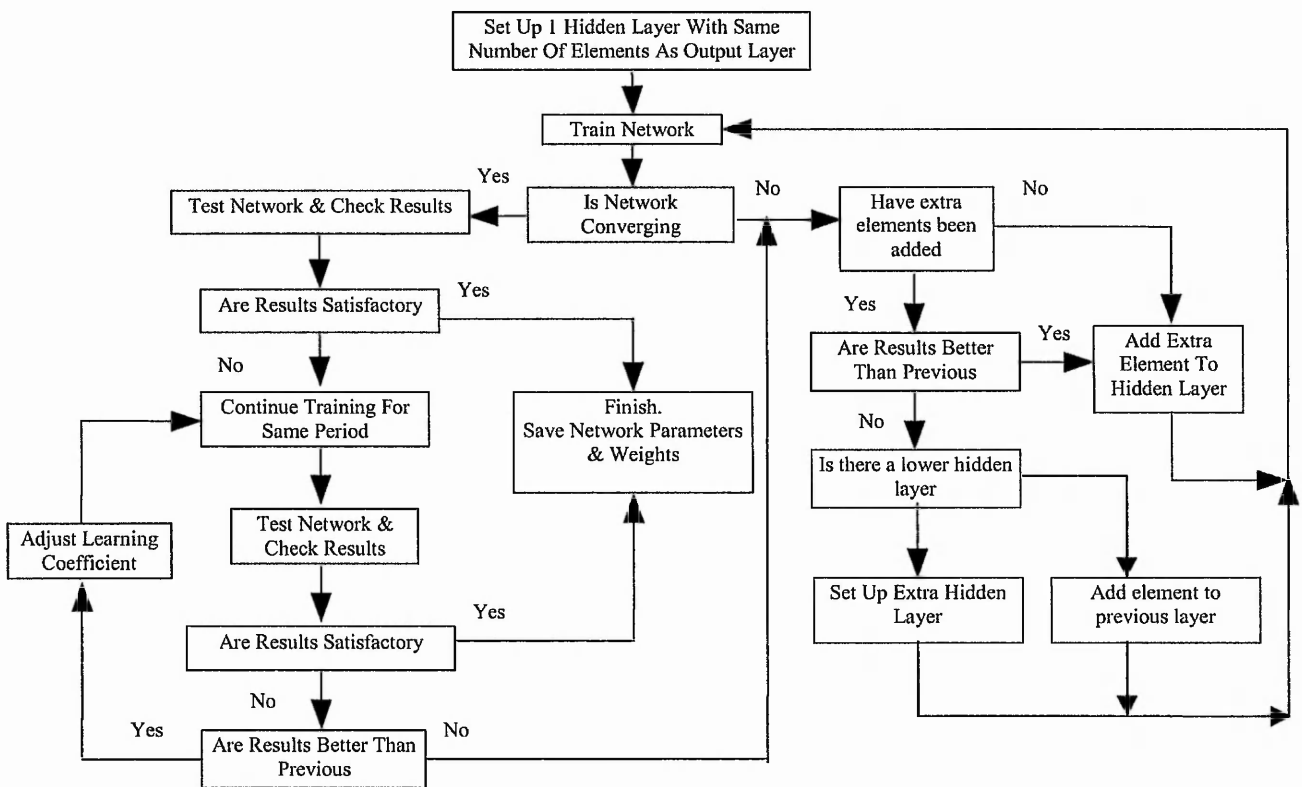 Set Up 1 Hidden Layer With Same
Number Of Elements As Output Layer
Train Network
Yes
Is Network
Converging
No
Test Network & Check Results
Have extra
elements been
added
No
Are Results Satisfactory
Yes
Yes
No
Are Results Better
Than Previous
Yes
Add Extra
Element To
Hidden Layer
Continue Training For
Same Period
Finish.
Save Network Parameters
& Weights
No
Is there a lower hidden
layer
Adjust Learning
Coefficient
Test Network &
Check Results
Set Up Extra Hidden
Layer
Add element to
previous layer
Are Results Satisfactory
Yes
No
Yes
Are Results Better Than
Previous
No